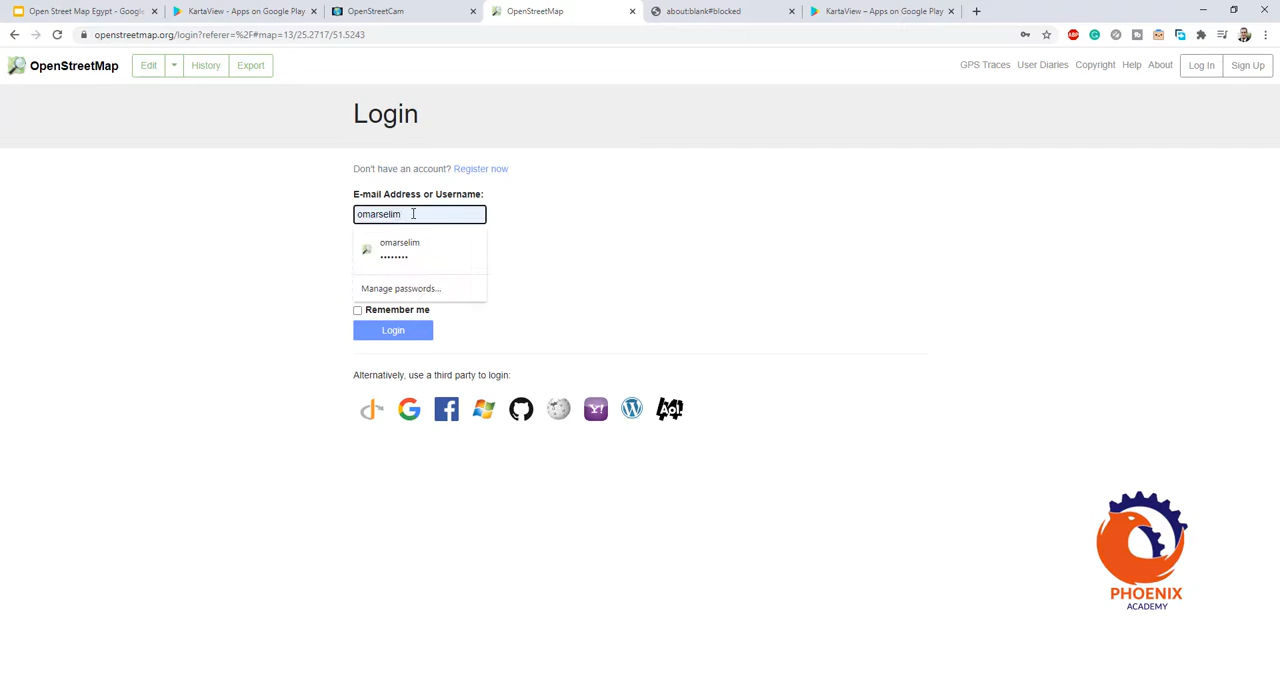 Open Street Map Egypt - Google
KartaView - Apps on Google Play
OpenStreetCam
OpenStreetMap
about:blank#blocked
KartaView – Apps on Google Play
openstreetmap.org/login?referer=%2F#map=13/25.2717/51.5243
ABP
OpenStreetMap
Edit
History
Export
GPS Traces
User Diaries
Copyright
Help
About
Log In
Sign Up
Login
Don't have an account? Register now
E-mail Address or Username:
omarselim
omarselim
••••••••
Manage passwords...
Remember me
Login
Alternatively, use a third party to login:
Y!
Aol
PHOENIX
ACADEMY